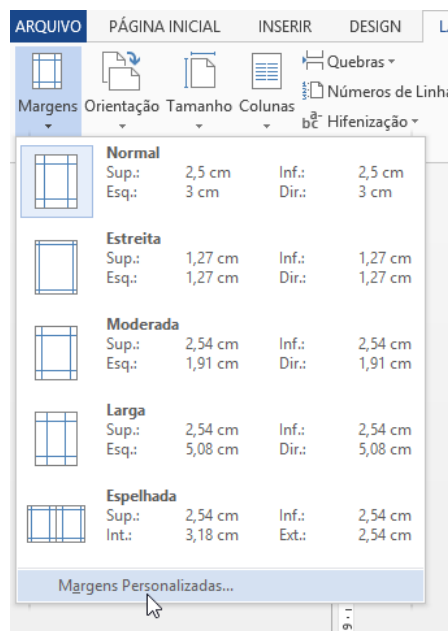 ARQUIVO PÁGINA INICIAL INSERIR DESIGN
Quebras
Números de
Margens Orientação Tamanho Colunas
Hifenização
Normal
Sup.: 2,5 cm Inf.: 2,5 cm
Esq.: 3 cm Dir.: 3 cm
Estreita
Sup.: 1,27 cm Inf.: 1,27 cm
Esq.: 1,27 cm Dir.: 1,27 cm
Moderada
Sup.: 2,54 cm Inf.: 2,54 cm
Esq.: 1,91 cm Dir.: 1,91 cm
Larga
Sup.: 2,54 cm Inf.: 2,54 cm
Esq.: 5,08 cm Dir.: 5,08 cm
Espelhada
Sup.: 2,54 cm Inf.: 2,54 cm
Int.: 3,18 cm Ext.: 2,54 cm
Margens Personalizadas...